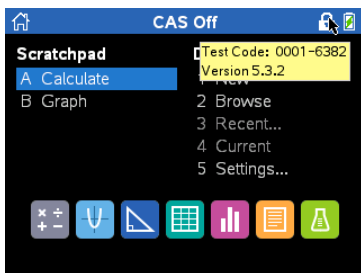 CAS Off
Scratchpad
A Calculate
B Graph
Test Code: 0001-6382
Version 5.3.2
1 New
2 Browse
3 Recent...
4 Current
5 Settings...